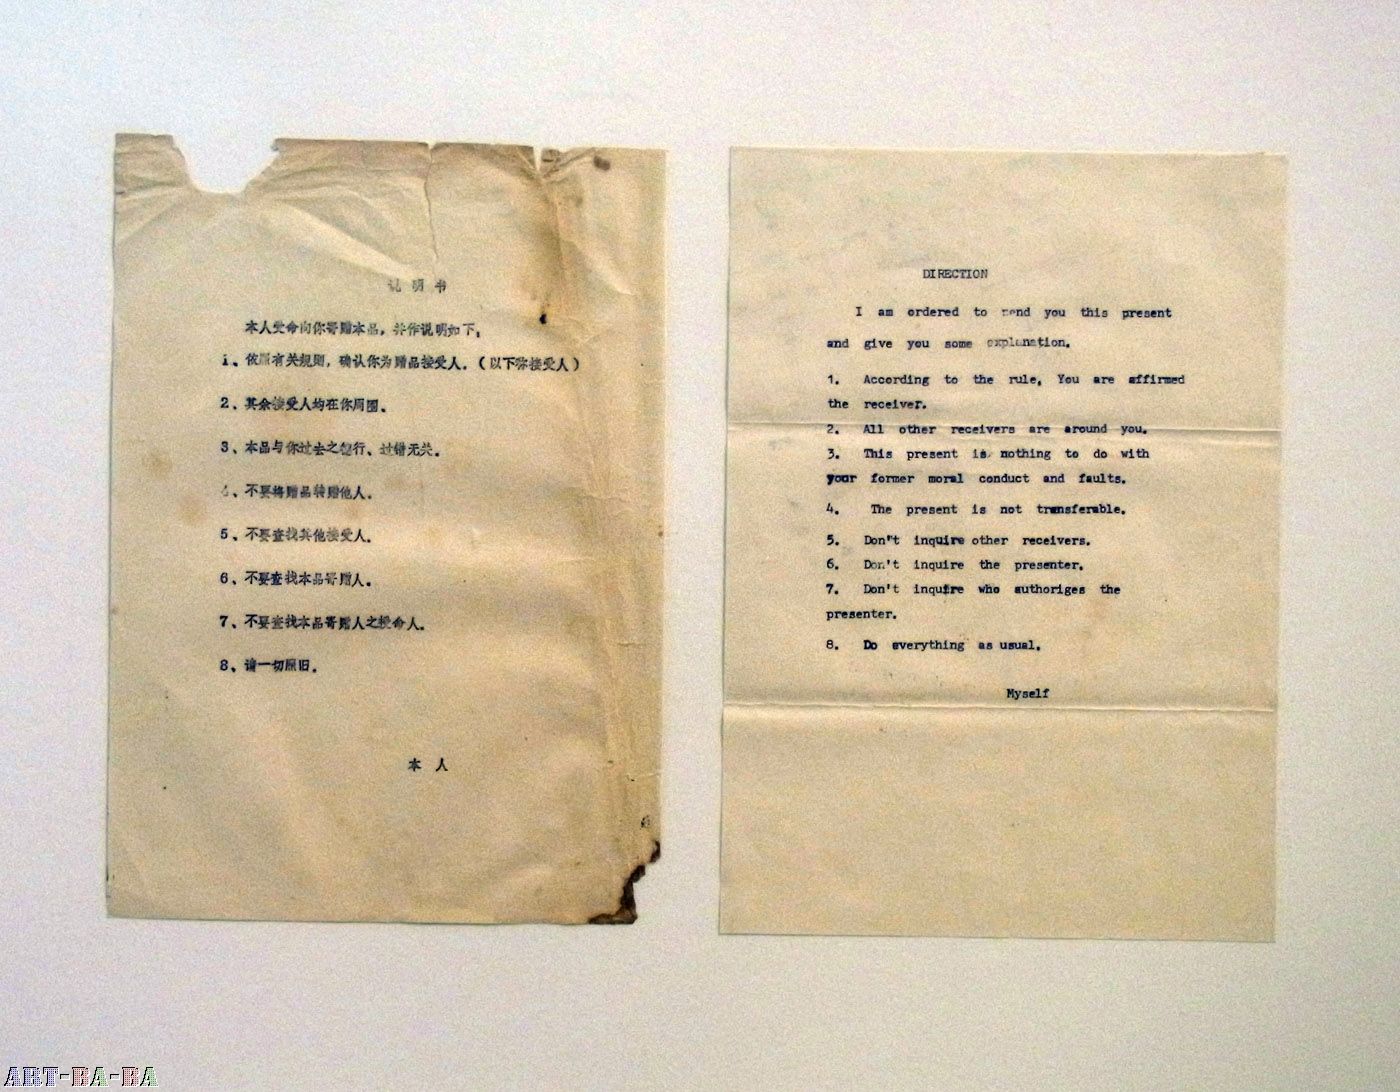 说明书
本人受命向你寄赠本品，并作说明如下：
1、依照有关规则，确认你为赠品接受人。（以下称接受人）
2、其余接受人均在你周围。
3、本品与你过去之德行、过错无关。
4、不要将赠品转赠他人。
5、不要查找其他接受人。
6、不要查找本品寄赠人。
7、不要查找本品寄赠人之授命人。
8、请一切照旧。
本人
DIRECTION
I am ordered to send you this present
and give you some explanation.
1. According to the rule, You are affirmed
the receiver.
2. All other receivers are around you.
3. This present is nothing to do with
your former moral conduct and faults.
4. The present is not transferable.
5. Don"t inquire other receivers.
6. Don't inquire the presenter.
7. Don't inquire who authoriges the
presenter.
8. Do everything as usual.
Myself
ART-BA-BA